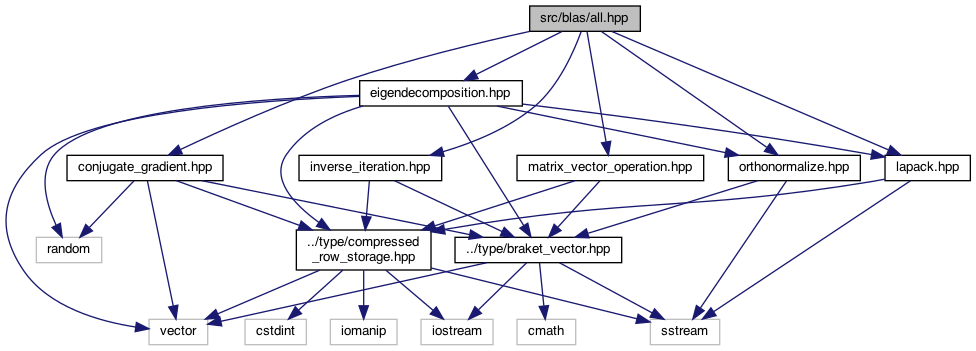 src/blas/all.hpp
eigendecomposition.hpp
conjugate_gradient.hpp
inverse_iteration.hpp
matrix_vector_operation.hpp
orthonormalize.hpp
lapack.hpp
random
../type/compressed
_row_storage.hpp
../type/braket_vector.hpp
vector
cstdint
iomanip
iostream
cmath
sstream